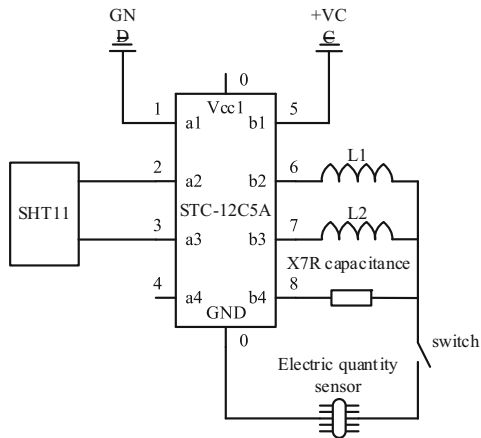 GN
D
+VC
C
0
Vcc1
1
5
a1
b1
2
6
L1
a2
b2
SHT11
STC-12C5A
3
7
L2
a3
b3
X7R capacitance
4
8
a4
b4
GND
0
switch
Electric quantity
sensor